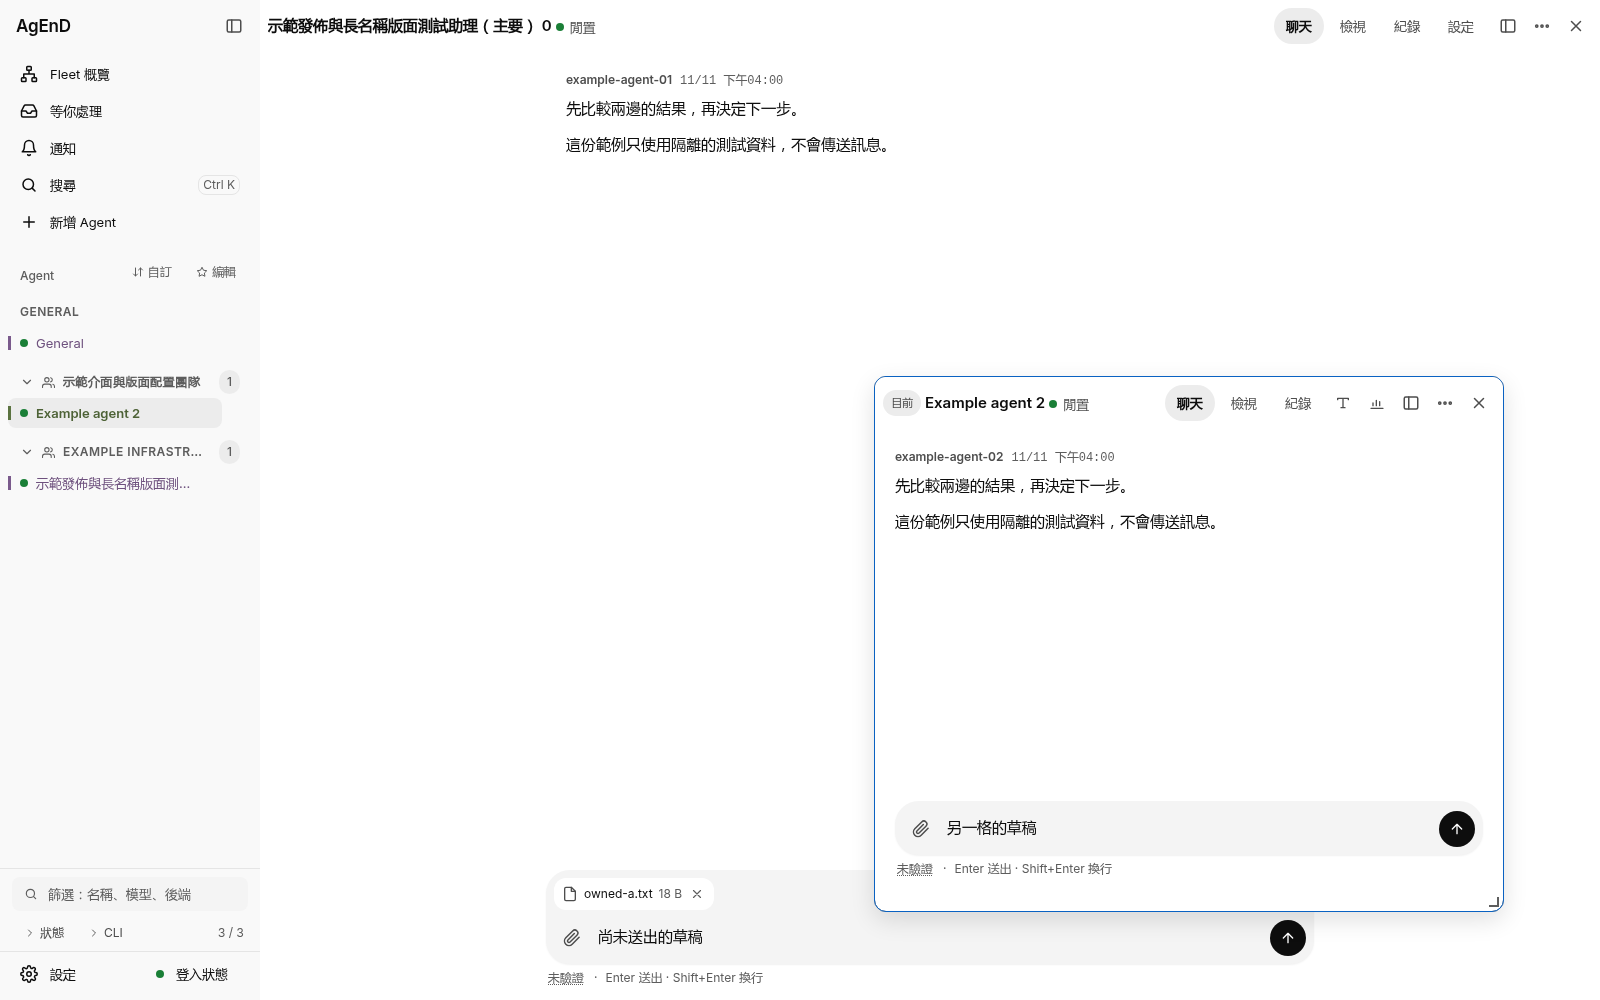 AgEnD
Fleet 概覽
等你處理
通知
搜尋 Ctrl K
新增 Agent
Agent 自訂 編輯
GENERAL
General
示範介面與版面配置團隊 1
Example agent 2
EXAMPLE INFRASTR... 1
示範發佈與長名稱版面測...
篩選：名稱、模型、後端
狀態 CLI 3 / 3
設定 登入狀態
示範發佈與長名稱版面測試助理（主要）0 閒置 聊天 檢視 紀錄 設定
example-agent-01 11/11 下午04:00
先比較兩邊的結果，再決定下一步。
這份範例只使用隔離的測試資料，不會傳送訊息。
目前 Example agent 2 閒置 聊天 檢視 紀錄
example-agent-02 11/11 下午04:00
先比較兩邊的結果，再決定下一步。
這份範例只使用隔離的測試資料，不會傳送訊息。
另一格的草稿
未驗證 · Enter 送出 · Shift+Enter 換行
owned-a.txt 18 B
尚未送出的草稿
未驗證 · Enter 送出 · Shift+Enter 換行